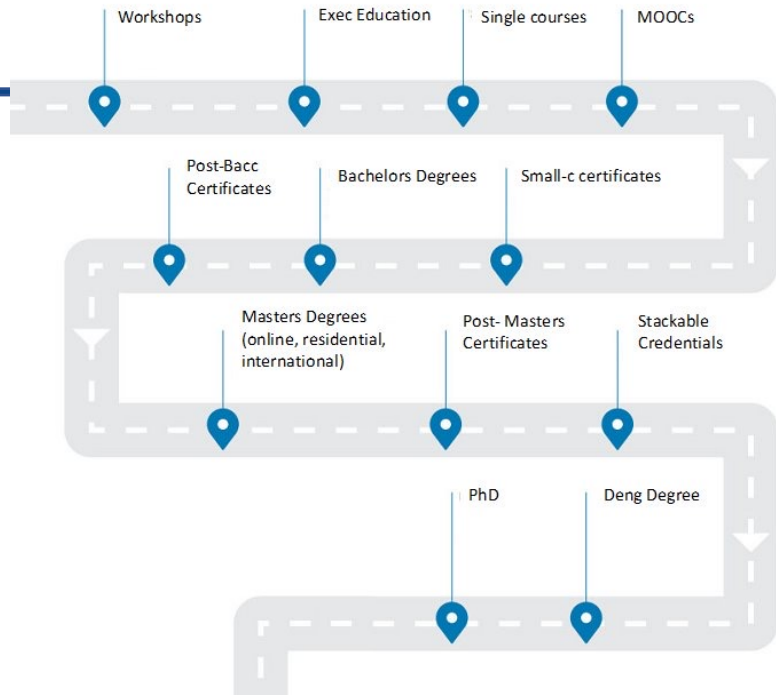 Workshops
Exec Education
Single courses
MOOCs
Post-Bacc
Certificates
Bachelors Degrees
Small-c certificates
Masters Degrees
(online, residential,
international)
Post- Masters
Certificates
Stackable
Credentials
PhD
Deng Degree